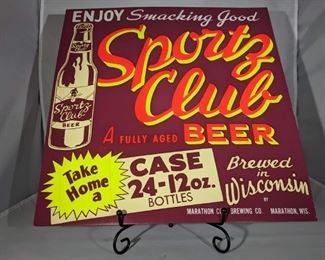 ENJOY Smacking Good
Sportz
Club
A FULLY AGED BEER
Sportz
Club
BEER
Take
Home
a
CASE
24-12oz.
BOTTLES
Brewed
in
Wisconsin
BY
MARATHON CITY BREWING CO. MARATHON, WIS.